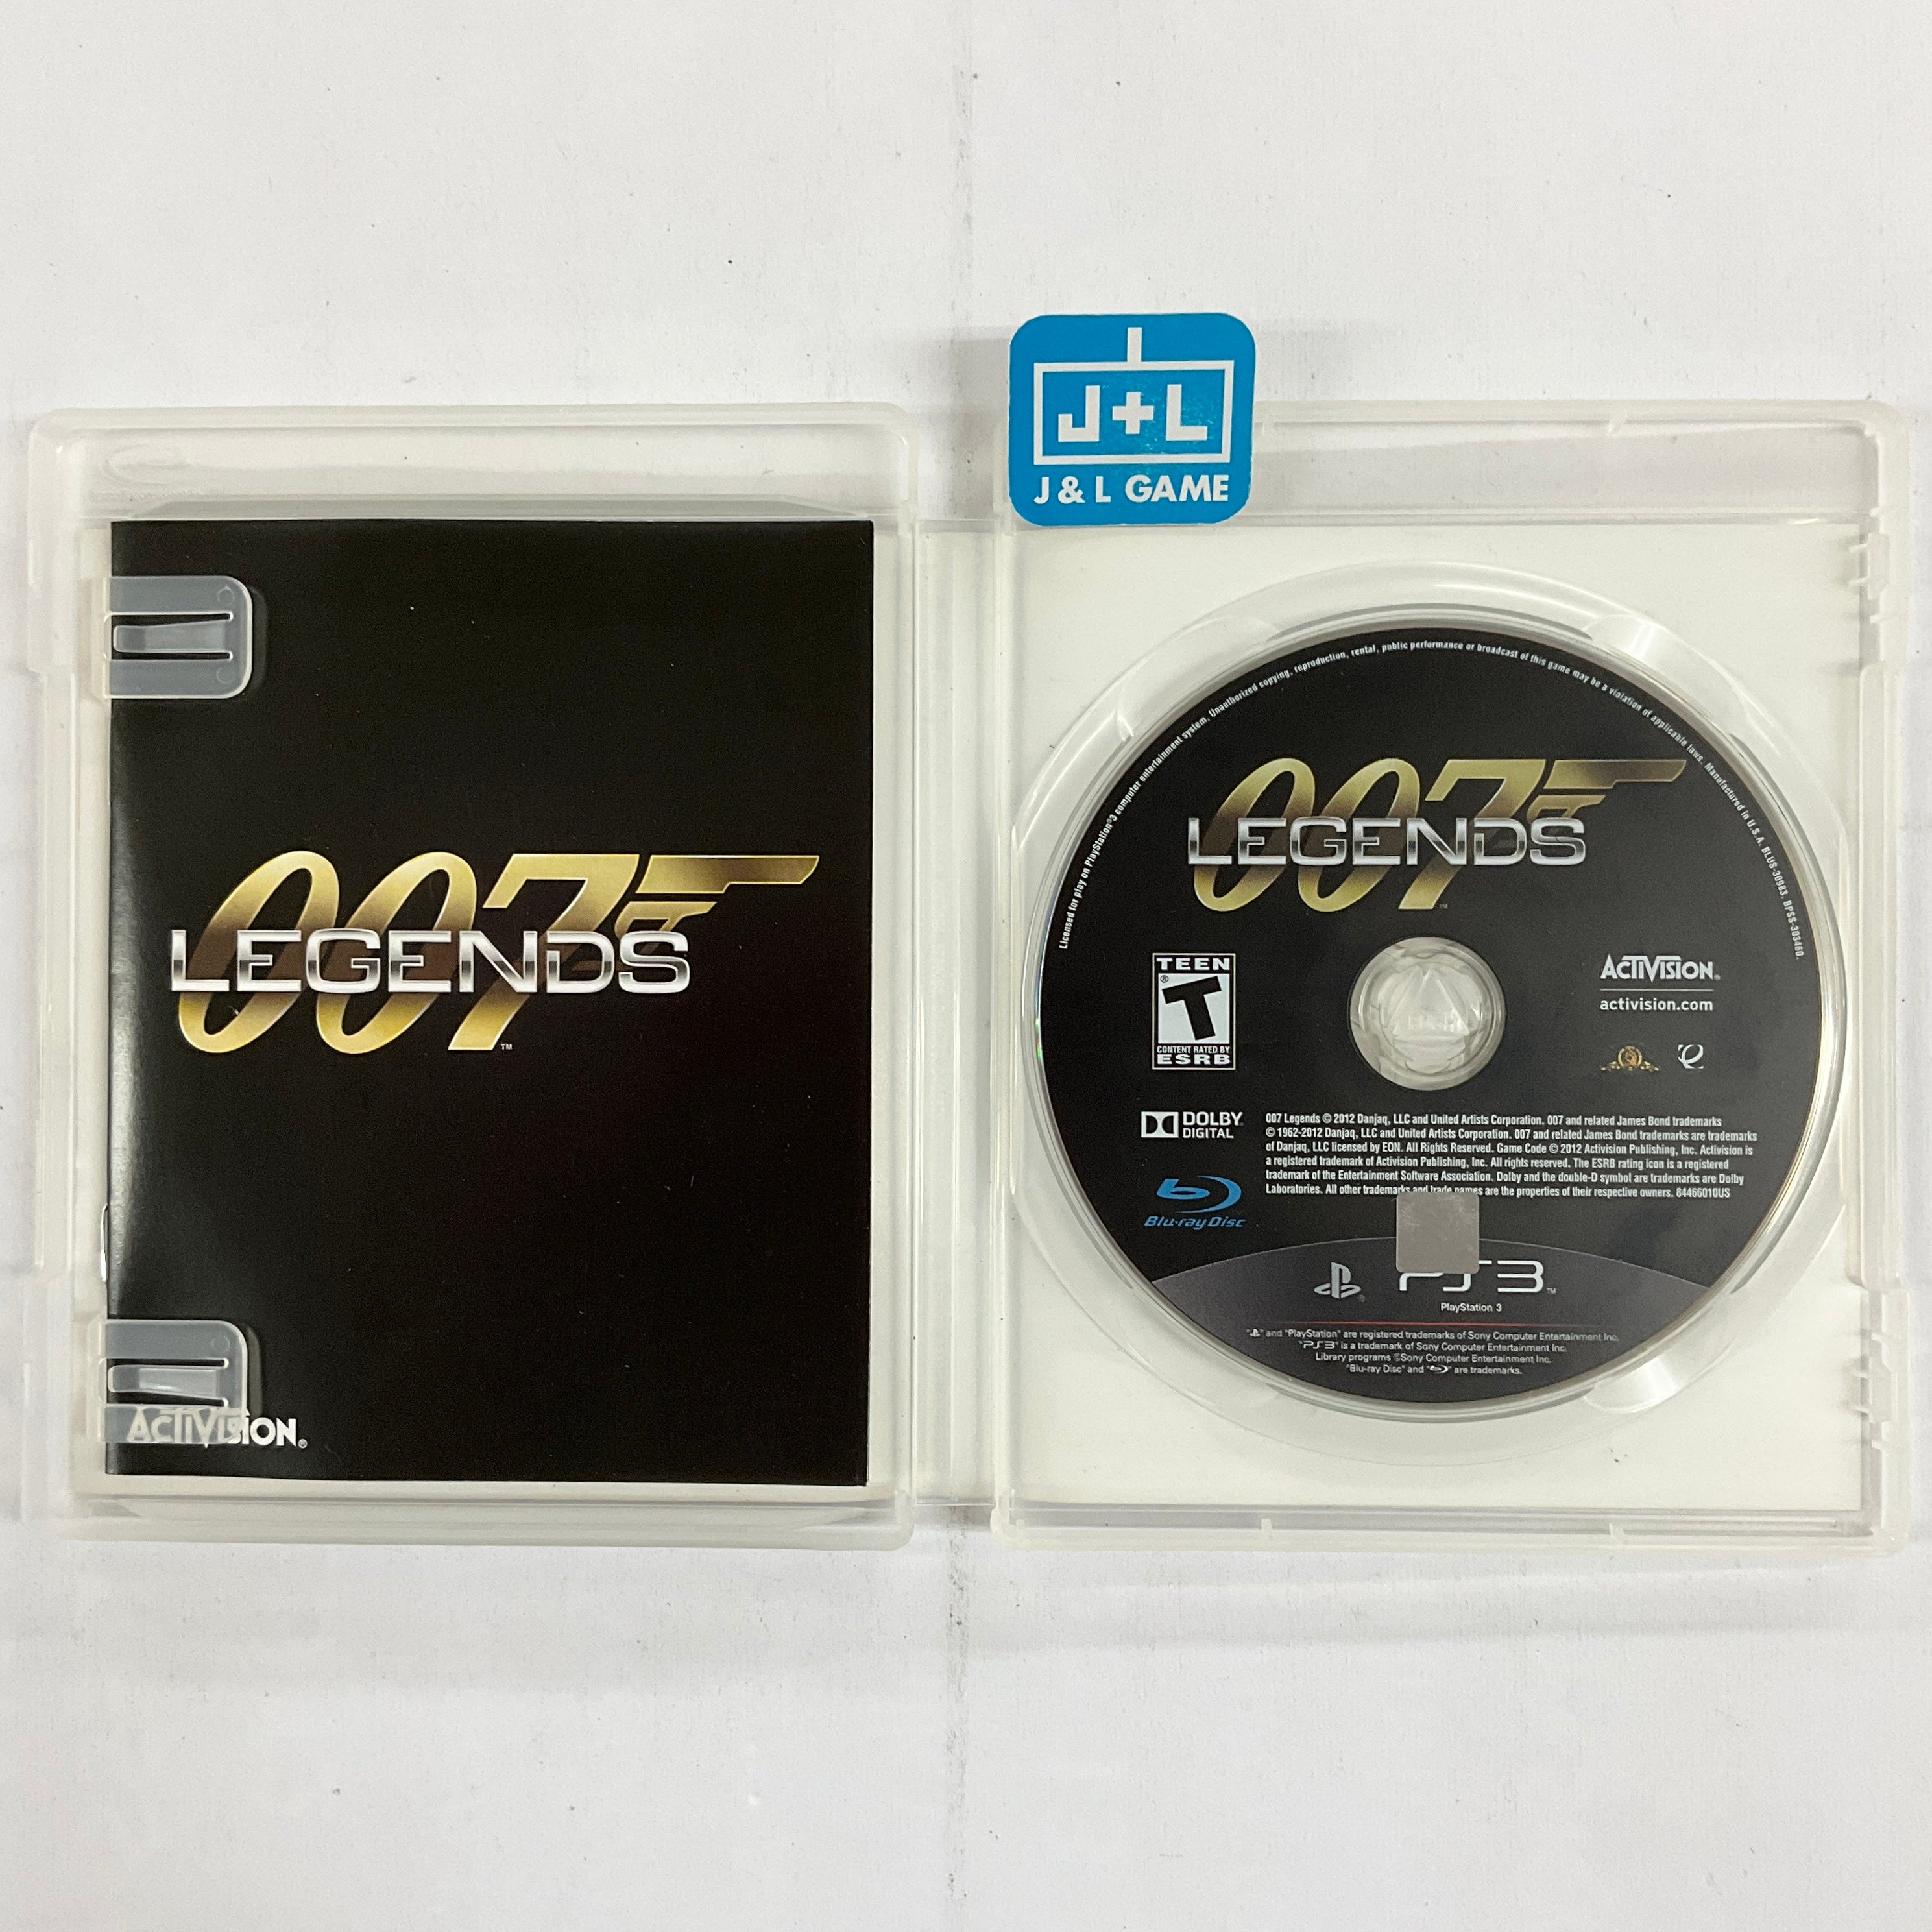 J+L
J & L GAME
007
LEGENDS
TM
ACTIVISION®
Licensed for play on PlayStation®3 computer entertainment system. Unauthorized copying, reproduction, rental, public performance or broadcast of this game may be a violation of applicable laws. Manufactured in U.S.A. BLUS-30983. BPSS-303460.
007
LEGENDS
TM
TEEN
T®
CONTENT RATED BY
ESRB
ACTIVISION®
activision.com
DOLBY
DIGITAL
007 Legends © 2012 Danjaq, LLC and United Artists Corporation. 007 and related James Bond trademarks
© 1962-2012 Danjaq, LLC and United Artists Corporation. 007 and related James Bond trademarks are trademarks
of Danjaq, LLC licensed by EON. All Rights Reserved. Game Code © 2012 Activision Publishing, Inc. Activision is
a registered trademark of Activision Publishing, Inc. All rights reserved. The ESRB rating icon is a registered
trademark of the Entertainment Software Association. Dolby and the double-D symbol are trademarks are Dolby
Laboratories. All other trademarks and trade names are the properties of their respective owners. 84466010US
Blu-ray Disc
PS3™
PlayStation 3
"PS" and "PlayStation" are registered trademarks of Sony Computer Entertainment Inc.
"PS3" is a trademark of Sony Computer Entertainment Inc.
Library programs ©Sony Computer Entertainment Inc.
"Blu-ray Disc" and " " are trademarks.